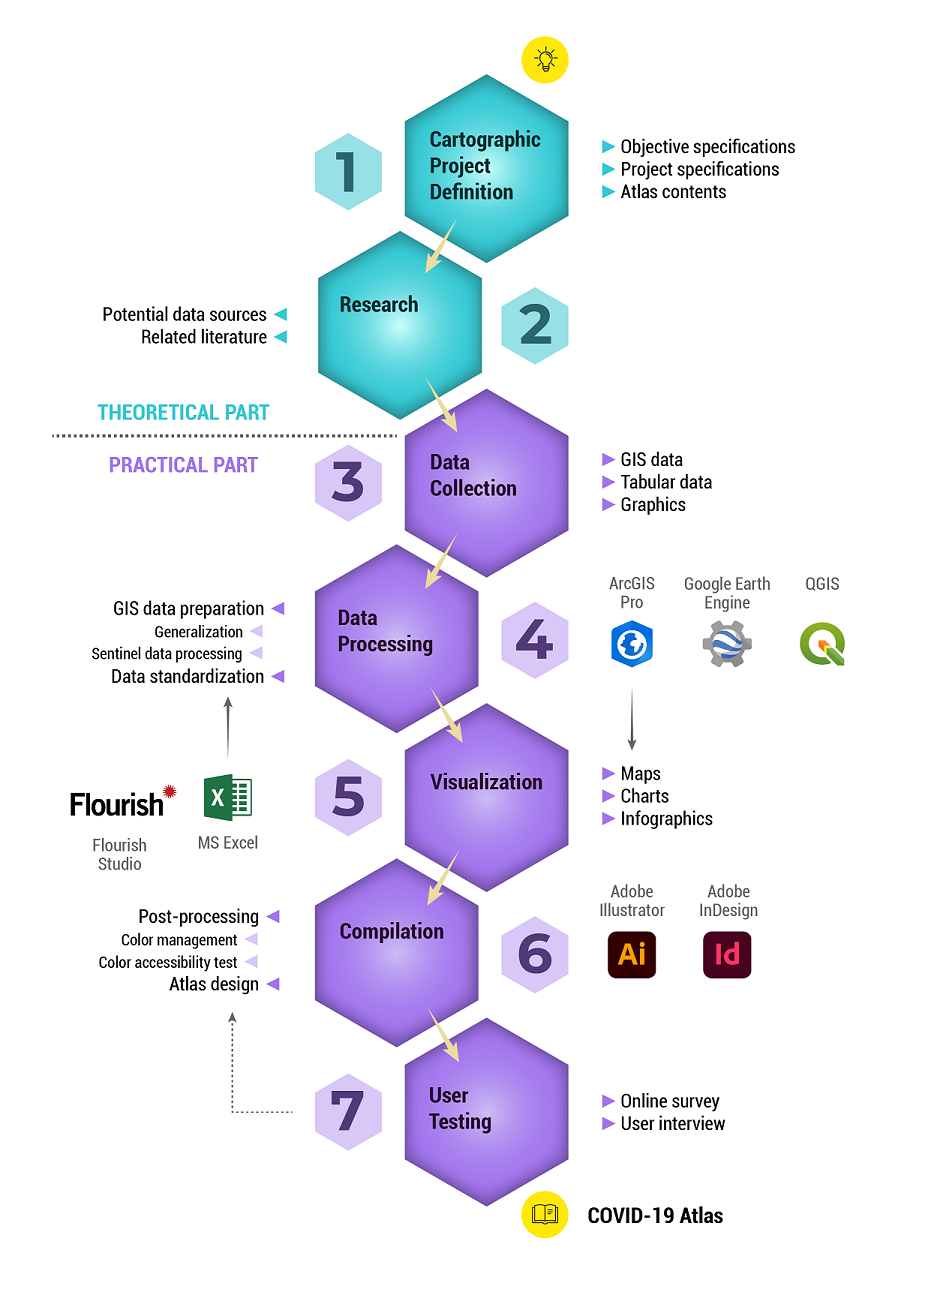 1
Cartographic
Project
Definition
Objective specifications
Project specifications
Atlas contents
Research
2
Potential data sources
Related literature
THEORETICAL PART
PRACTICAL PART
3
Data
Collection
GIS data
Tabular data
Graphics
Data
Processing
4
GIS data preparation
Generalization
Sentinel data processing
Data standardization
ArcGIS
Pro
Google Earth
Engine
QGIS
5
Visualization
Maps
Charts
Infographics
Flourish
Flourish
Studio
X
MS Excel
Compilation
6
Post-processing
Color management
Color accessibility test
Atlas design
Adobe
Illustrator
Ai
Adobe
InDesign
Id
7
User
Testing
Online survey
User interview
COVID-19 Atlas